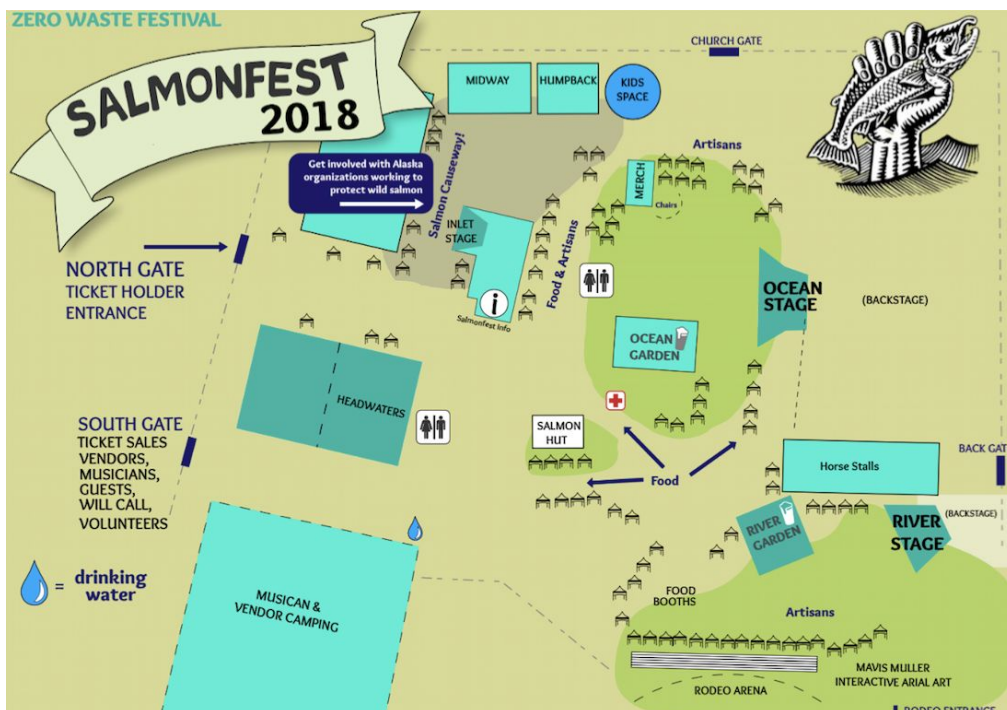 ZERO WASTE FESTIVAL
SALMONFEST
2018
CHURCH GATE
MIDWAY
HUMPBACK
KIDS
SPACE
Get involved with Alaska
organizations working to
protect wild salmon
Salmon Causeway!
INLET
STAGE
Food & Artisans
MERCH
Chairs
Artisans
NORTH GATE
TICKET HOLDER
ENTRANCE
i
Salmonfest Info
OCEAN
STAGE
(BACKSTAGE)
OCEAN
GARDEN
HEADWATERS
SOUTH GATE
TICKET SALES
VENDORS,
MUSICIANS,
GUESTS,
WILL CALL,
VOLUNTEERS
SALMON
HUT
Food
Horse Stalls
BACK GAT
RIVER
GARDEN
RIVER
STAGE
(BACKSTAGE)
= drinking
water
MUSICAN &
VENDOR CAMPING
FOOD
BOOTHS
Artisans
MAVIS MULLER
INTERACTIVE ARIAL ART
RODEO ARENA
RODEO ENTRANCE